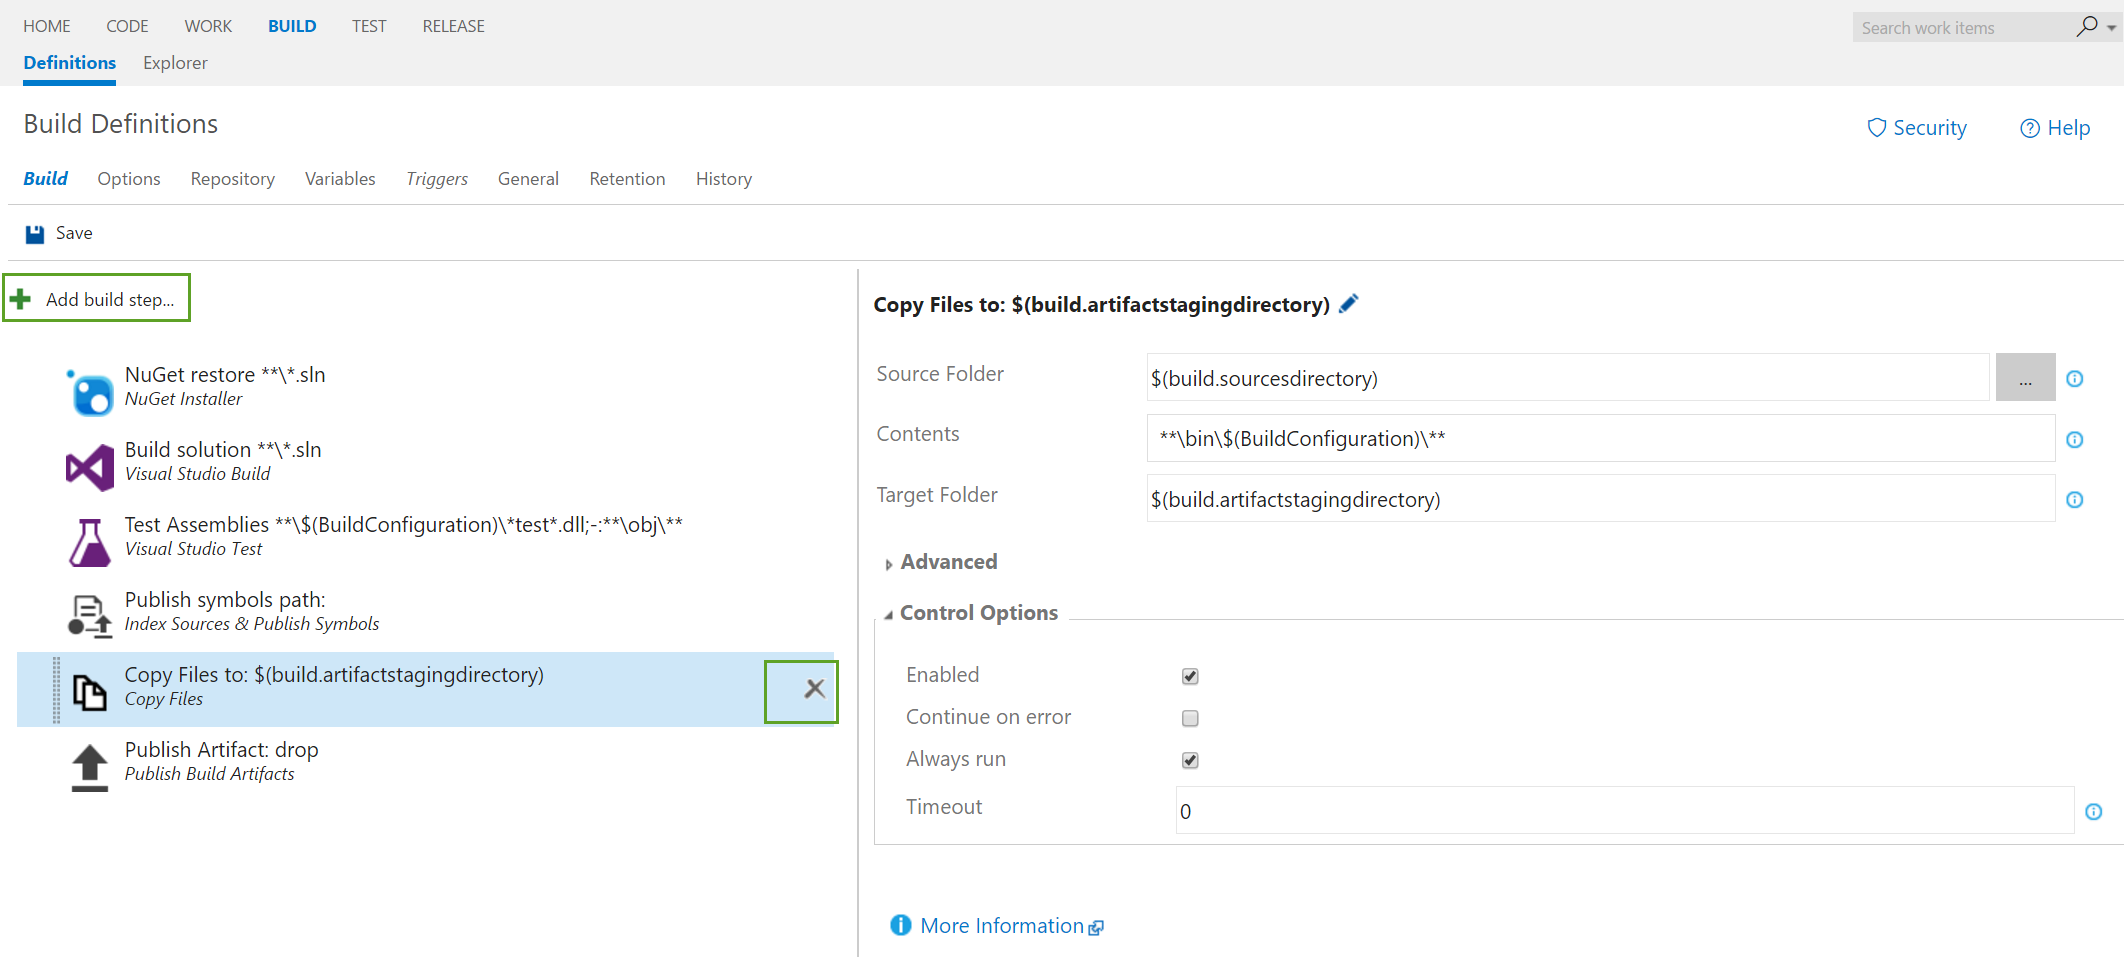 HOME CODE WORK BUILD TEST RELEASE
Search work items
Definitions Explorer
Build Definitions
Security Help
Build Options Repository Variables Triggers General Retention History
Save
Add build step...
NuGet restore **\*.sln
NuGet Installer
Build solution **\*.sln
Visual Studio Build
Test Assemblies **\$(BuildConfiguration)\*test*.dll;-:**\obj\**
Visual Studio Test
Publish symbols path:
Index Sources & Publish Symbols
Copy Files to: $(build.artifactstagingdirectory)
Copy Files
Publish Artifact: drop
Publish Build Artifacts
Copy Files to: $(build.artifactstagingdirectory)
Source Folder $(build.sourcesdirectory) ...
Contents **\bin\$(BuildConfiguration)\**
Target Folder $(build.artifactstagingdirectory)
Advanced
Control Options
Enabled
Continue on error
Always run
Timeout 0
More Information